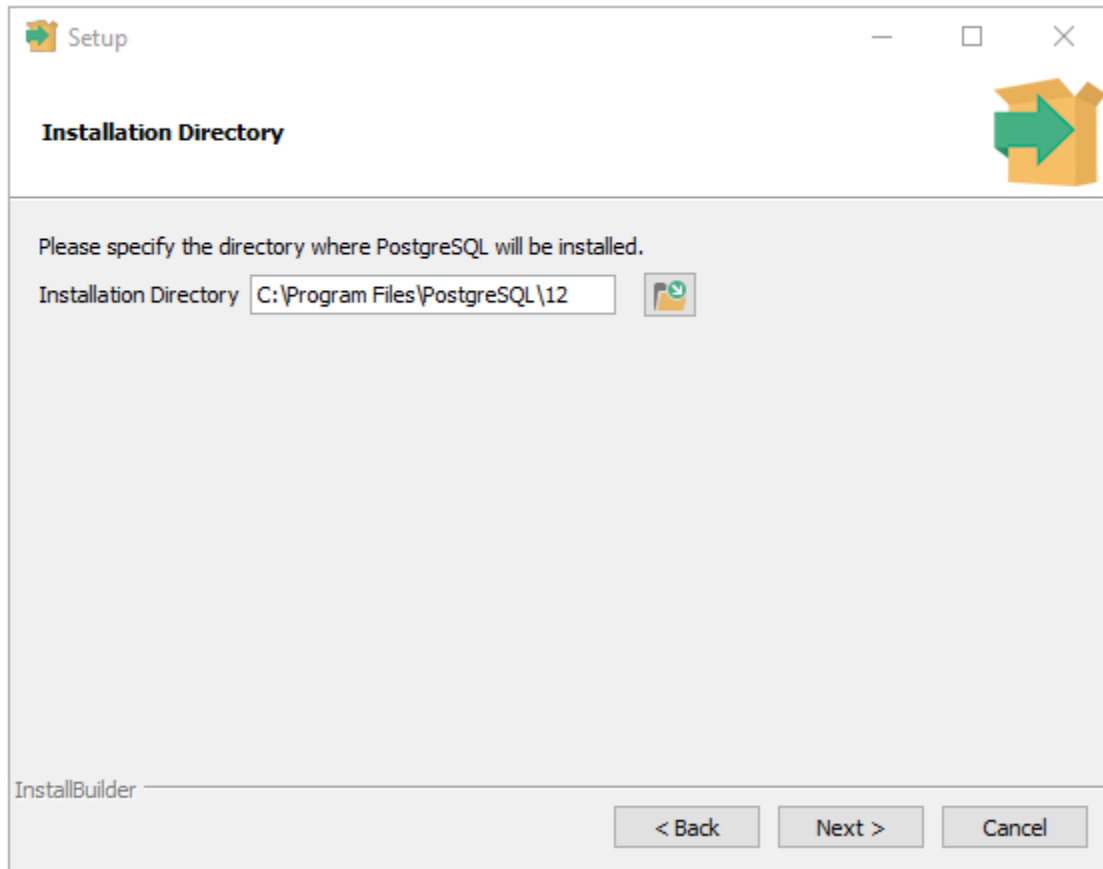 Setup
Installation Directory
Please specify the directory where PostgreSQL will be installed.
Installation Directory C:\Program Files\PostgreSQL\12
InstallBuilder
< Back Next > Cancel